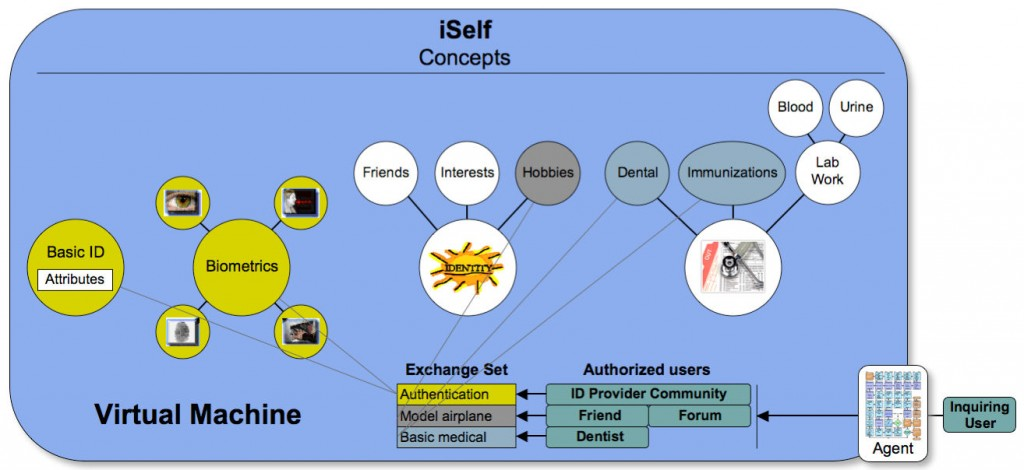 iSelf
Concepts
Blood
Urine
Friends
Interests
Hobbies
Dental
Immunizations
Lab
Work
Basic ID
Attributes
Biometrics
IDENTITY
OUT
Exchange Set
Authorized users
Authentication
ID Provider Community
Model airplane
Friend
Forum
Basic medical
Dentist
Virtual Machine
Agent
Inquiring
User